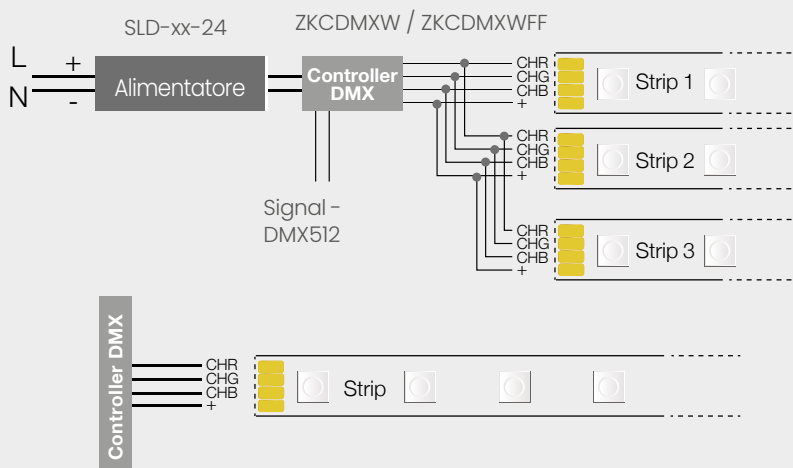 SLD-xx-24
ZKCDMXW / ZKCDMXWFF
L
N
+
-
Alimentatore
Controller
DMX
CHR
CHG
CHB
+
Strip 1
CHR
CHG
CHB
+
Strip 2
Signal -
DMX512
CHR
CHG
CHB
+
Strip 3
Controller DMX
CHR
CHG
CHB
+
Strip